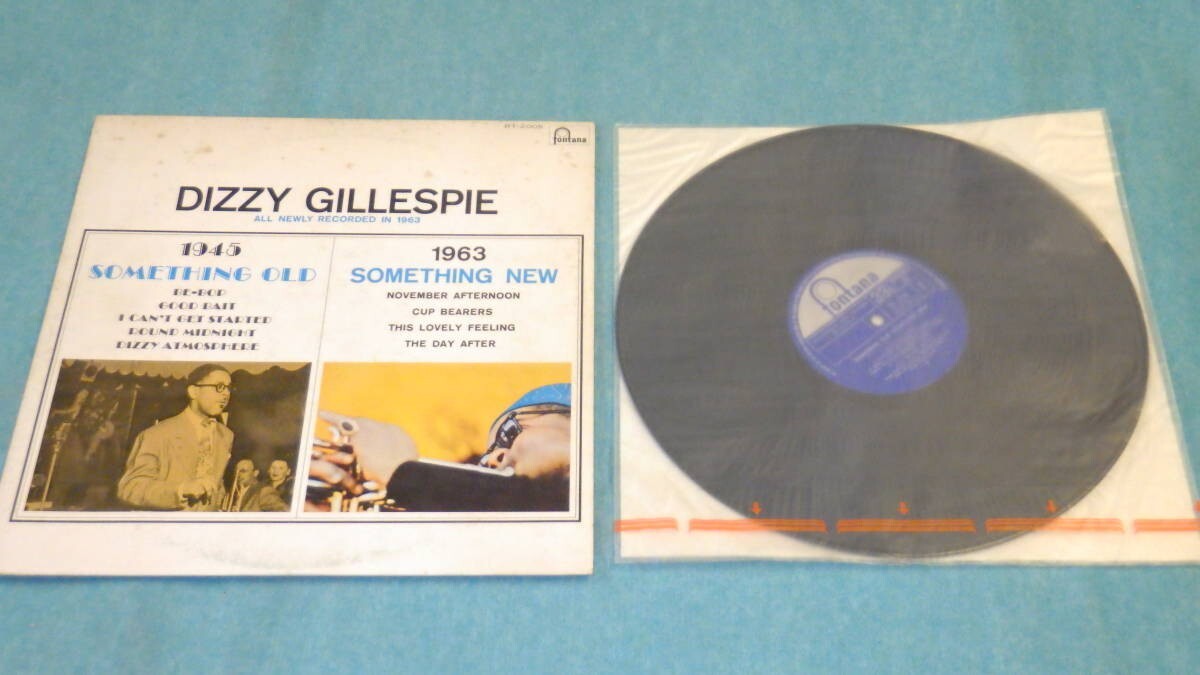 BT-2005
fontana
DIZZY GILLESPIE
ALL NEWLY RECORDED IN 1963
1945
SOMETHING OLD
BE-BOP
GOOD BAIT
I CAN'T GET STARTED
ROUND MIDNIGHT
DIZZY ATMOSPHERE
1963
SOMETHING NEW
NOVEMBER AFTERNOON
CUP BEARERS
THIS LOVELY FEELING
THE DAY AFTER
fontana